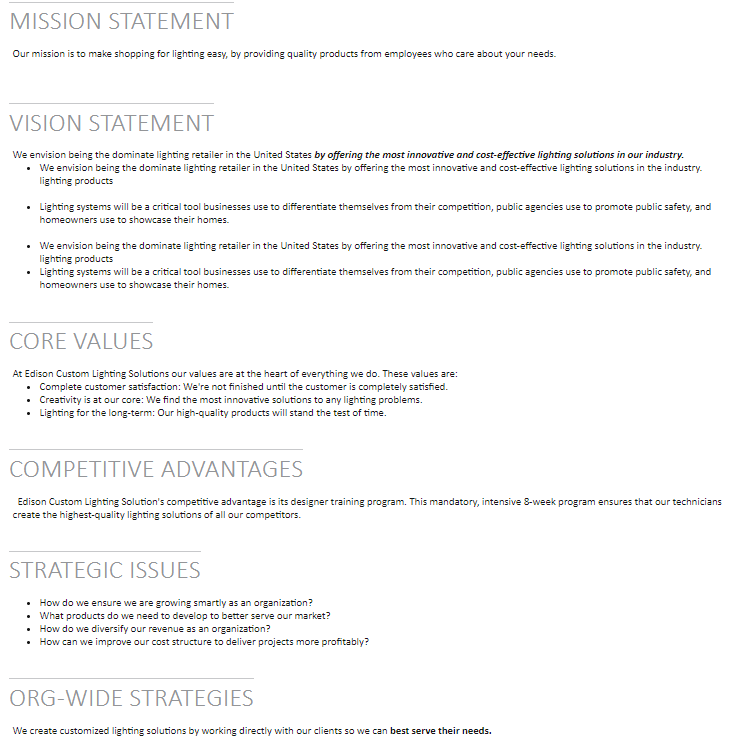 MISSION STATEMENT
Our mission is to make shopping for lighting easy, by providing quality products from employees who care about your needs.
VISION STATEMENT
We envision being the dominate lighting retailer in the United States by offering the most innovative and cost-effective lighting solutions in our industry.
• We envision being the dominate lighting retailer in the United States by offering the most innovative and cost-effective lighting solutions in the industry.
lighting products
• Lighting systems will be a critical tool businesses use to differentiate themselves from their competition, public agencies use to promote public safety, and
homeowners use to showcase their homes.
• We envision being the dominate lighting retailer in the United States by offering the most innovative and cost-effective lighting solutions in the industry.
lighting products
• Lighting systems will be a critical tool businesses use to differentiate themselves from their competition, public agencies use to promote public safety, and
homeowners use to showcase their homes.
CORE VALUES
At Edison Custom Lighting Solutions our values are at the heart of everything we do. These values are:
• Complete customer satisfaction: We're not finished until the customer is completely satisfied.
• Creativity is at our core: We find the most innovative solutions to any lighting problems.
• Lighting for the long-term: Our high-quality products will stand the test of time.
COMPETITIVE ADVANTAGES
Edison Custom Lighting Solution's competitive advantage is its designer training program. This mandatory, intensive 8-week program ensures that our technicians
create the highest-quality lighting solutions of all our competitors.
STRATEGIC ISSUES
• How do we ensure we are growing smartly as an organization?
• What products do we need to develop to better serve our market?
• How do we diversify our revenue as an organization?
• How can we improve our cost structure to deliver projects more profitably?
ORG-WIDE STRATEGIES
We create customized lighting solutions by working directly with our clients so we can best serve their needs.